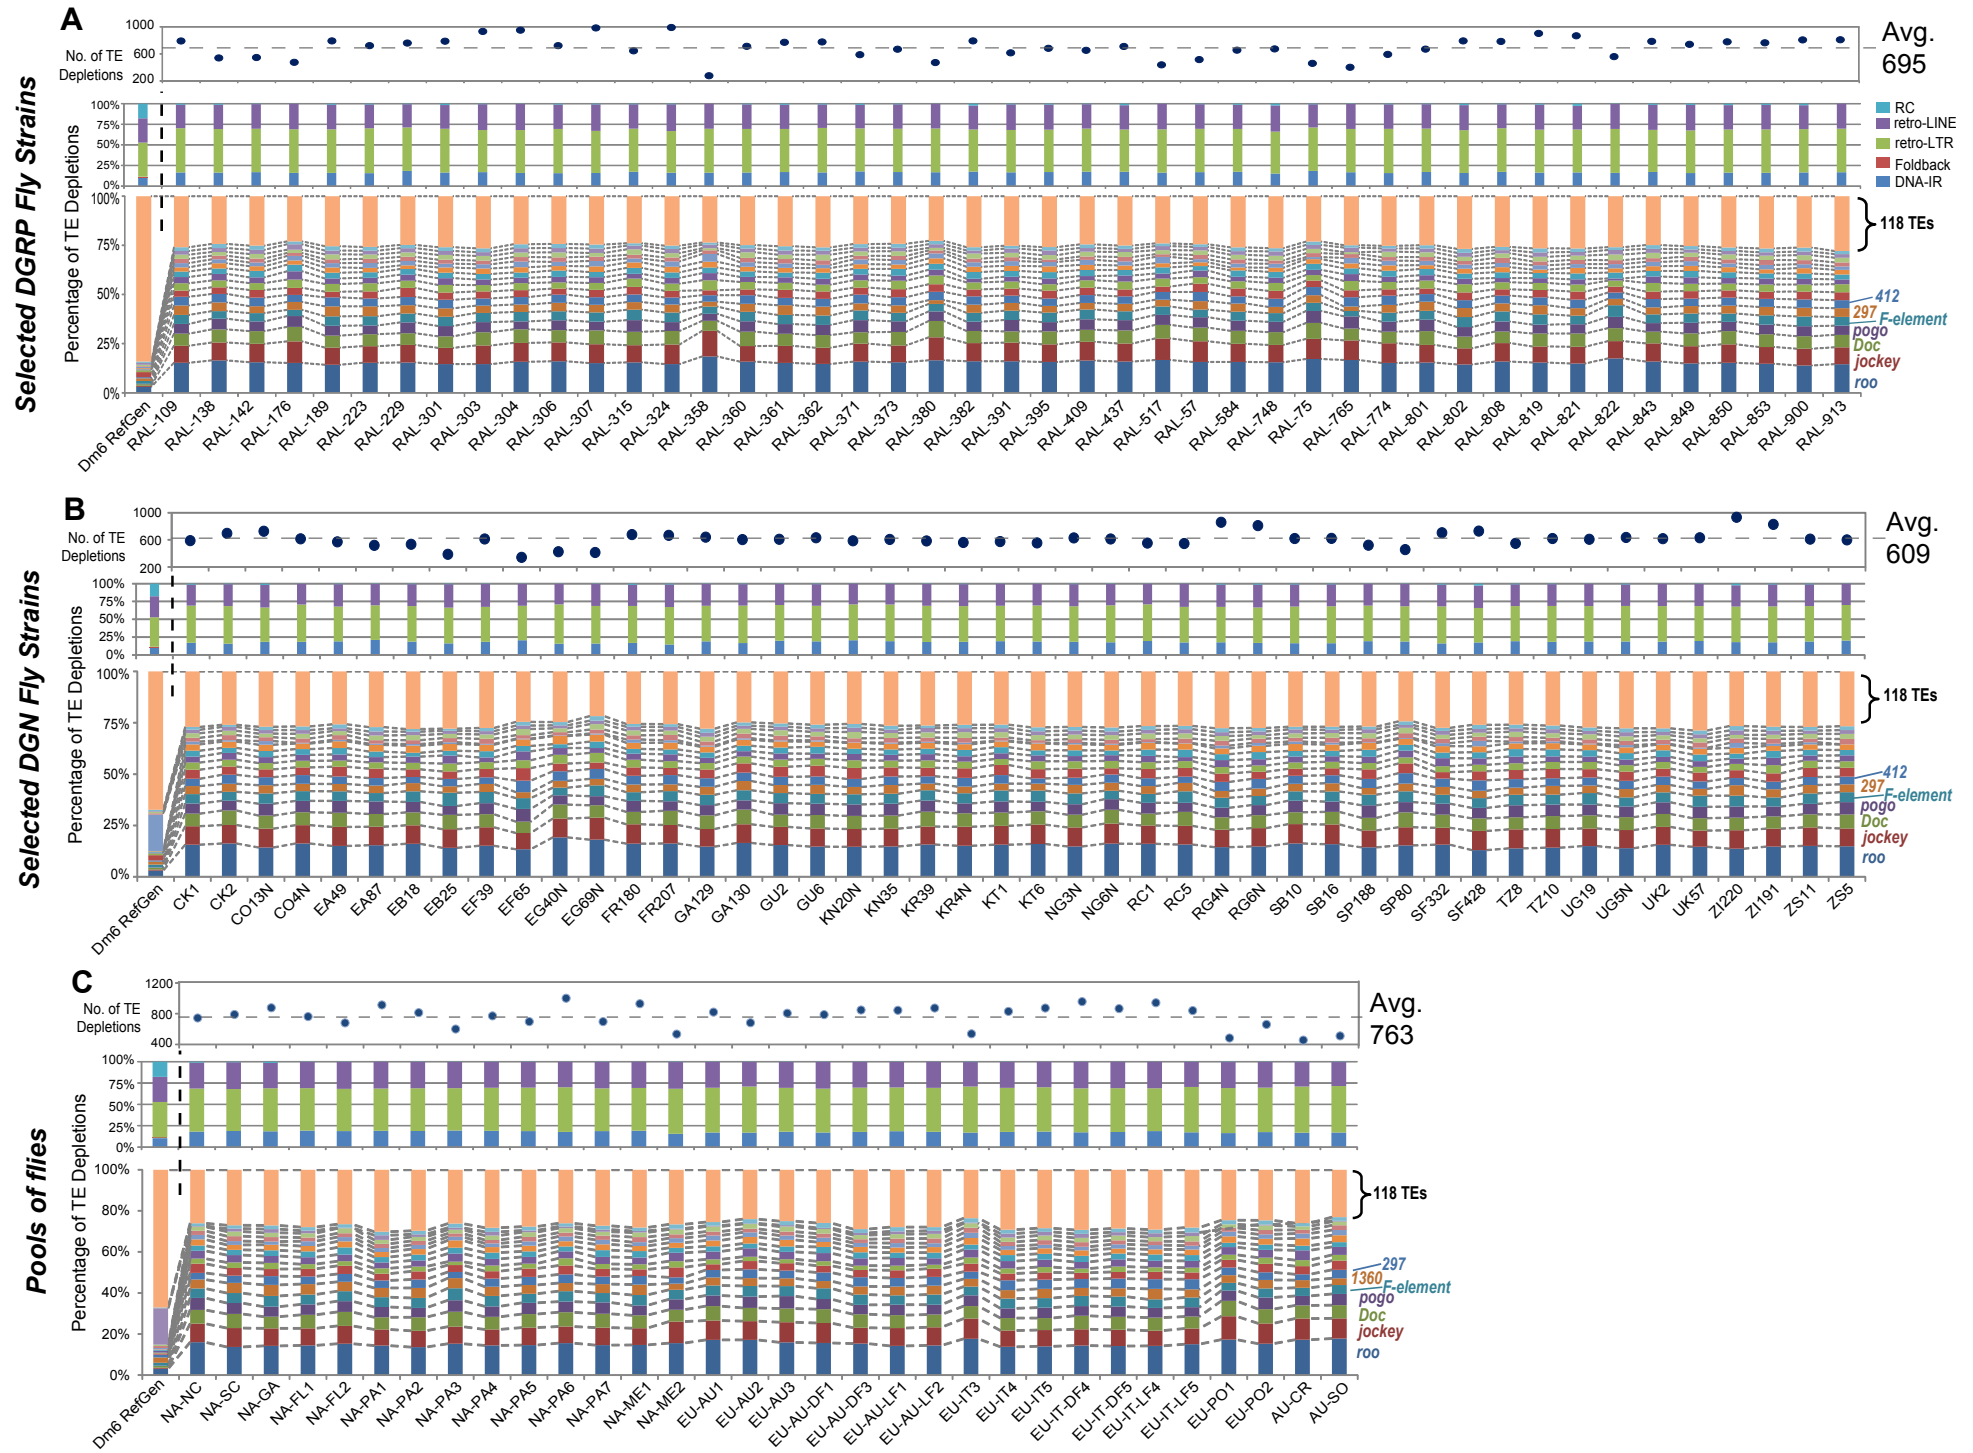 A
Selected DGRP Fly Strains
No. of TE
Depletions
1000
600
200
Avg.
695
Percentage of TE Depletions
100%
75%
50%
25%
0%
RC
retro-LINE
retro-LTR
Foldback
DNA-IR
100%
75%
50%
25%
0%
118 TEs
412
297
F-element
pogo
Doc
jockey
roo
Dm6 RefGen
RAL-109
RAL-138
RAL-142
RAL-176
RAL-189
RAL-223
RAL-229
RAL-301
RAL-303
RAL-304
RAL-306
RAL-307
RAL-315
RAL-324
RAL-358
RAL-360
RAL-361
RAL-362
RAL-371
RAL-373
RAL-380
RAL-382
RAL-391
RAL-395
RAL-409
RAL-437
RAL-517
RAL-57
RAL-584
RAL-748
RAL-75
RAL-765
RAL-774
RAL-801
RAL-802
RAL-808
RAL-819
RAL-821
RAL-822
RAL-843
RAL-849
RAL-850
RAL-853
RAL-900
RAL-913
B
Selected DGN Fly Strains
No. of TE
Depletions
1000
600
200
Avg.
609
Percentage of TE Depletions
100%
75%
50%
25%
0%
100%
75%
50%
25%
0%
118 TEs
412
297
F-element
pogo
Doc
jockey
roo
Dm6 RefGen
CK1
CK2
CO13N
CO4N
EA49
EA87
EB18
EB25
EF39
EF65
EG40N
EG69N
FR180
FR207
GA129
GA130
GU2
GU6
KN20N
KN35
KR39
KR4N
KT1
KT6
NG3N
NG6N
RC1
RC5
RG4N
RG6N
SB10
SB16
SP188
SP80
SF332
SF428
TZ8
TZ10
UG19
UG5N
UK2
UK57
ZI220
ZI191
ZS11
ZS5
C
Pools of flies
No. of TE
Depletions
1200
800
400
Avg.
763
Percentage of TE Depletions
100%
75%
50%
25%
0%
100%
80%
60%
40%
20%
0%
118 TEs
297
1360
F-element
pogo
Doc
jockey
roo
Dm6 RefGen
NA-NC
NA-SC
NA-GA
NA-FL1
NA-FL2
NA-PA1
NA-PA2
NA-PA3
NA-PA4
NA-PA5
NA-PA6
NA-PA7
NA-ME1
NA-ME2
EU-AU1
EU-AU2
EU-AU3
EU-AU-DF1
EU-AU-DF3
EU-AU-LF1
EU-AU-LF2
EU-IT3
EU-IT4
EU-IT5
EU-IT-DF4
EU-IT-DF5
EU-IT-LF4
EU-IT-LF5
EU-PO1
EU-PO2
AU-CR
AU-SO